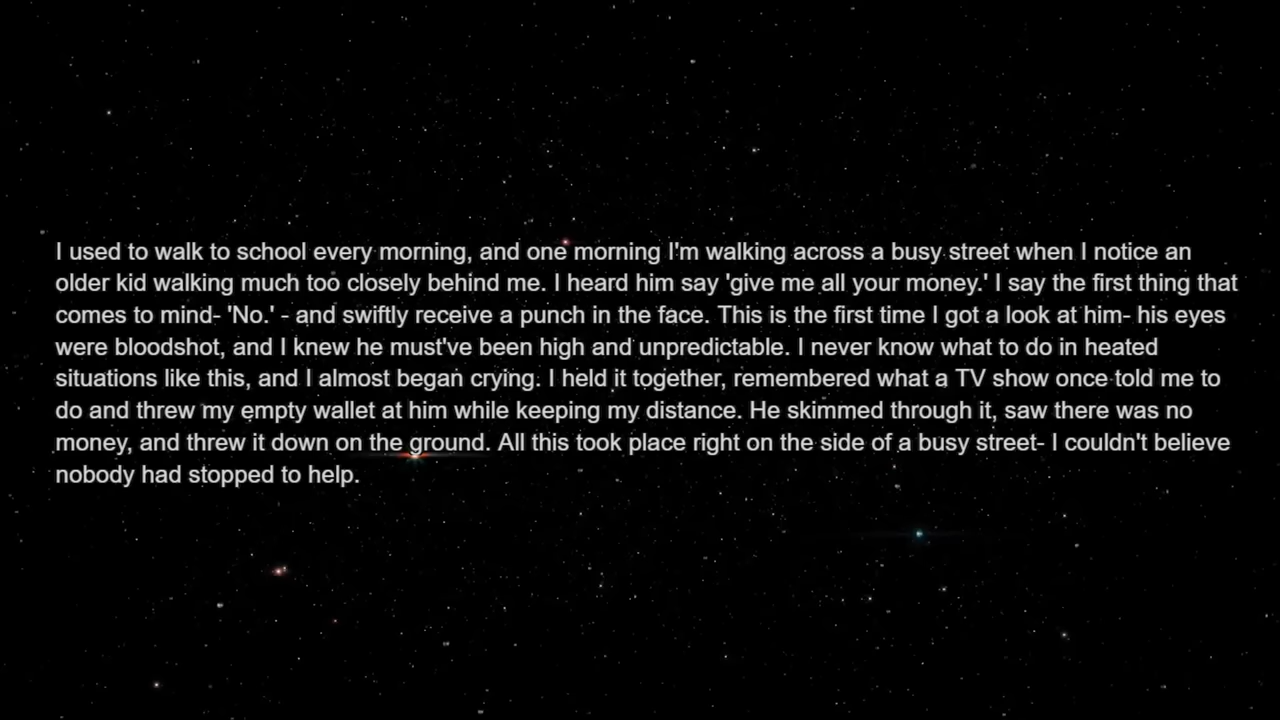 I used to walk to school every morning, and one morning I'm walking across a busy street when I notice an
older kid walking much too closely behind me. I heard him say 'give me all your money.' I say the first thing that
comes to mind- 'No.' - and swiftly receive a punch in the face. This is the first time I got a look at him- his eyes
were bloodshot, and I knew he must've been high and unpredictable. I never know what to do in heated
situations like this, and I almost began crying. I held it together, remembered what a TV show once told me to
do and threw my empty wallet at him while keeping my distance. He skimmed through it, saw there was no
money, and threw it down on the ground. All this took place right on the side of a busy street- I couldn't believe
nobody had stopped to help.